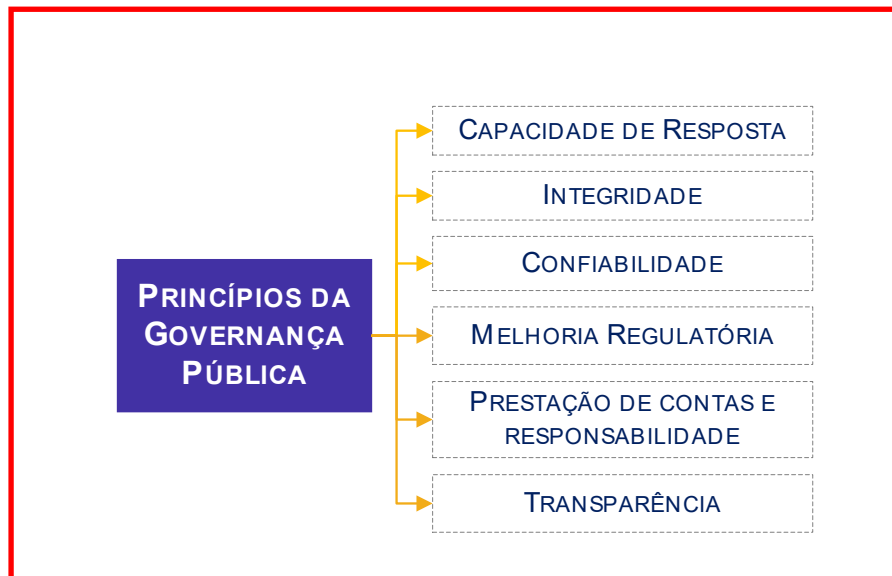 PRINCÍPIOS DA
GOVERNANÇA
PÚBLICA
CAPACIDADE DE RESPOSTA
INTEGRIDADE
CONFIABILIDADE
MELHORIA REGULATÓRIA
PRESTAÇÃO DE CONTAS E
RESPONSABILIDADE
TRANSPARÊNCIA